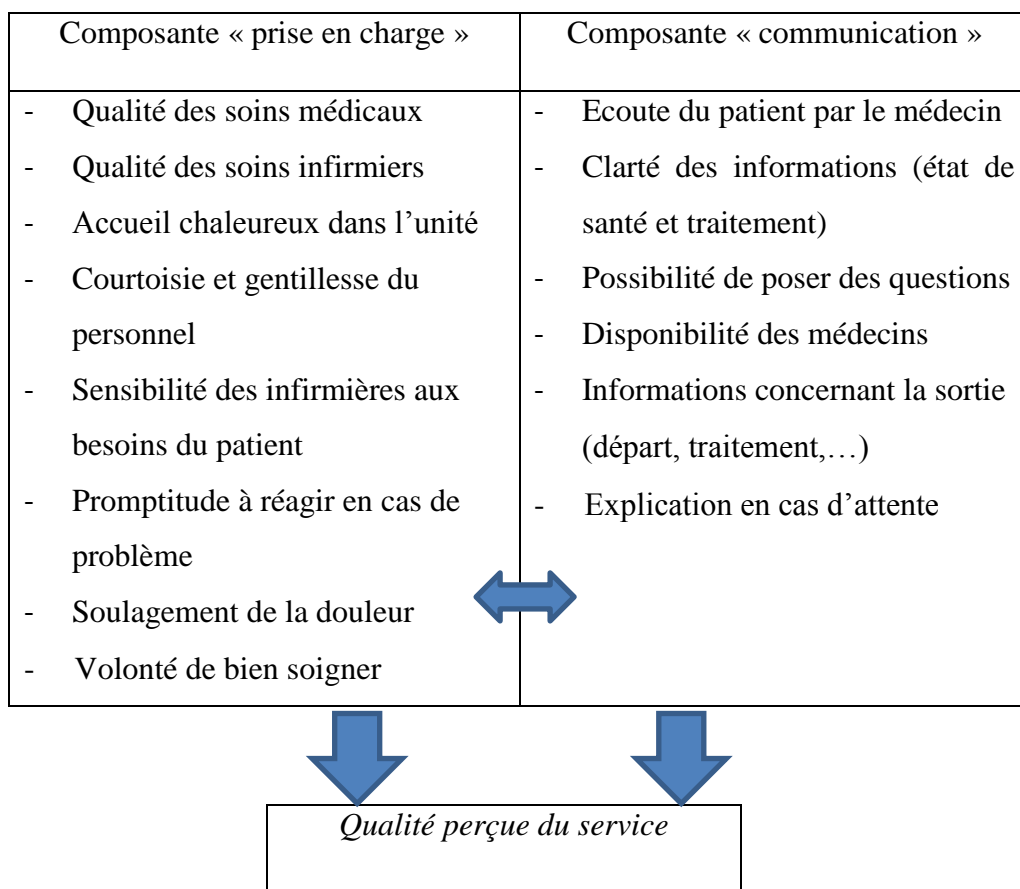 Composante « prise en charge »
Composante « communication »
- Qualité des soins médicaux
- Qualité des soins infirmiers
- Accueil chaleureux dans l’unité
- Courtoisie et gentillesse du
personnel
- Sensibilité des infirmières aux
besoins du patient
- Promptitude à réagir en cas de
problème
- Soulagement de la douleur
- Volonté de bien soigner
- Ecoute du patient par le médecin
- Clarté des informations (état de
santé et traitement)
- Possibilité de poser des questions
- Disponibilité des médecins
- Informations concernant la sortie
(départ, traitement,…)
- Explication en cas d’attente
Qualité perçue du service